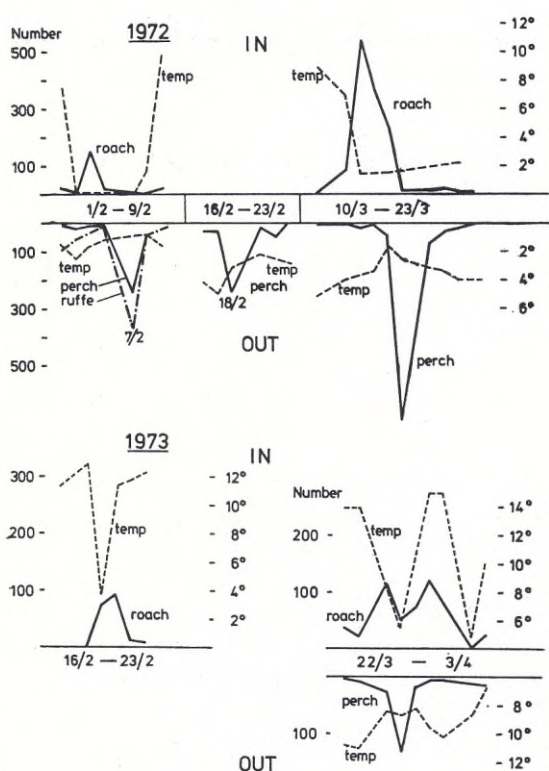 1972
IN
Number
500 -
300 -
100 -
temp
roach
temp
roach
- 12°
- 10°
- 8°
- 6°
- 4°
- 2°
1/2 — 9/2
16/2 — 23/2
10/3 — 23/3
100 -
300 -
500 -
temp
perch
ruffe
7/2
18/2
perch
temp
temp
perch
- 2°
- 4°
- 6°
OUT
1973
IN
300 -
100 -
temp
roach
- 12°
- 10°
- 8°
- 6°
- 4°
- 2°
16/2 — 23/2
Number
200 -
100 -
temp
roach
- 14°
- 12°
- 10°
- 8°
- 6°
22/3 — 3/4
100 -
perch
temp
- 8°
- 10°
- 12°
OUT